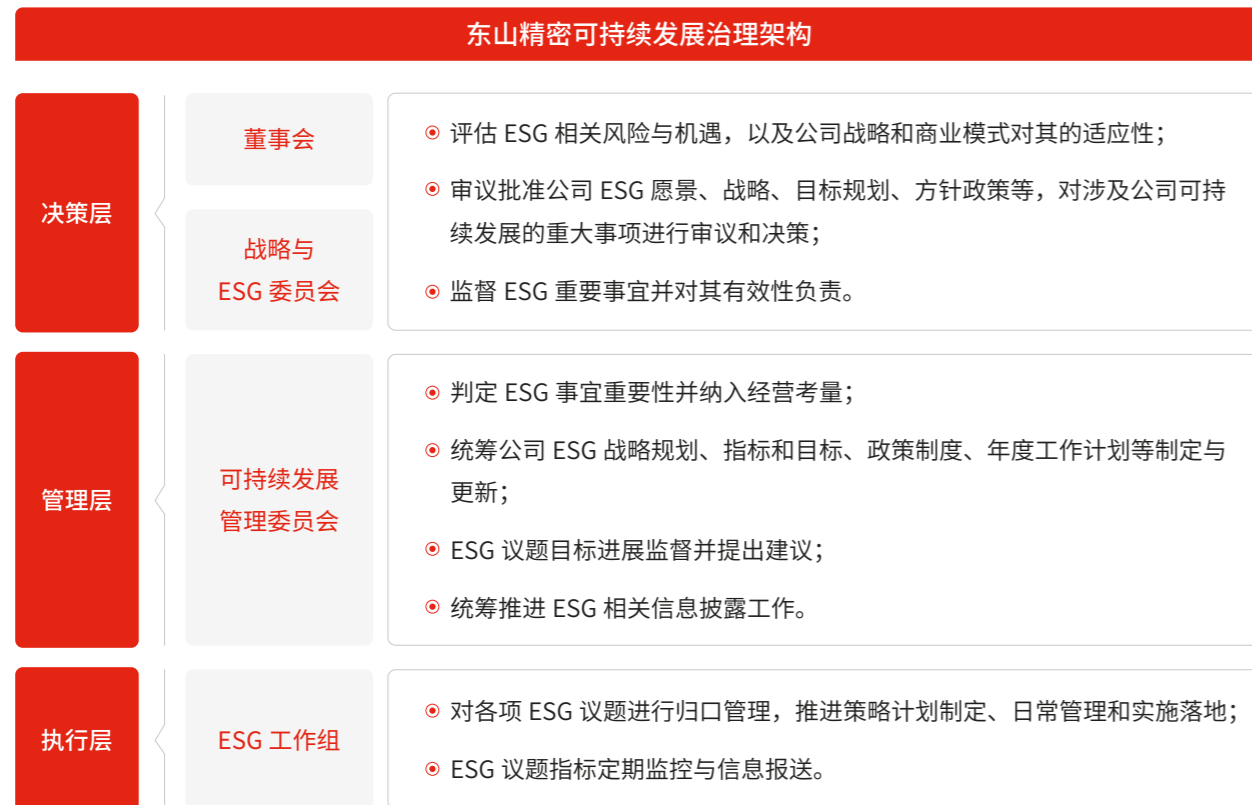 东山精密可持续发展治理架构
决策层
董事会
战略与
ESG 委员会
评估 ESG 相关风险与机遇，以及公司战略和商业模式对其的适应性；
审议批准公司 ESG 愿景、战略、目标规划、方针政策等，对涉及公司可持
续发展的重大事项进行审议和决策；
监督 ESG 重要事宜并对其有效性负责。
管理层
可持续发展
管理委员会
判定 ESG 事宜重要性并纳入经营考量；
统筹公司 ESG 战略规划、指标和目标、政策制度、年度工作计划等制定与
更新；
ESG 议题目标进展监督并提出建议；
统筹推进 ESG 相关信息披露工作。
执行层
ESG 工作组
对各项 ESG 议题进行归口管理，推进策略计划制定、日常管理和实施落地；
ESG 议题指标定期监控与信息报送。